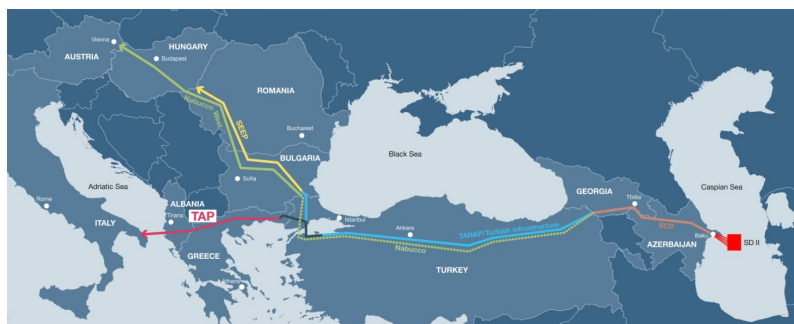 Vienna
HUNGARY
Budapest
AUSTRIA
ROMANIA
Nabucco West
SEEP
Bucharest
BULGARIA
Black Sea
Sofia
Adriatic Sea
Rome
ALBANIA
TAP
Tirana
ITALY
GREECE
Athens
Istanbul
Ankara
TANAP/Turkish infrastructure
Nabucco
TURKEY
GEORGIA
Tbilisi
Caspian Sea
SCP
Baku
SD II
AZERBAIJAN